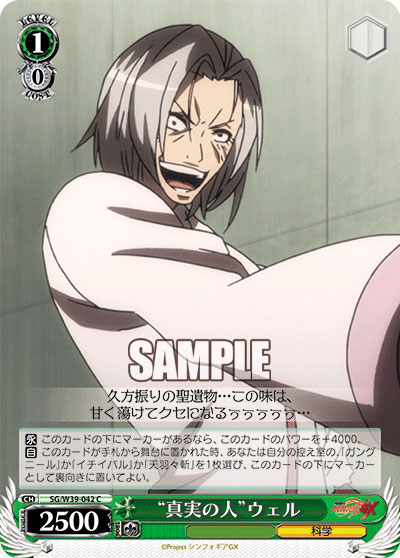 LEVEL
1
0
COST
SAMPLE
久方振りの聖遺物…この味は、
甘く蕩けてクセになるぅぅぅぅぅ…
永 このカードの下にマーカーがあるなら、このカードのパワーを+4000。
自 このカードが手札から舞台に置かれた時、あなたは自分の控え室の、「ガング
ニール」か「イチイバル」か「天羽々斬」を1枚選び、このカードの下にマーカーと
して裏向きに置いてよい。
CH SG/W39-042 C
2500
“真実の人”ウェル
科学
©Project シンフォギアGX